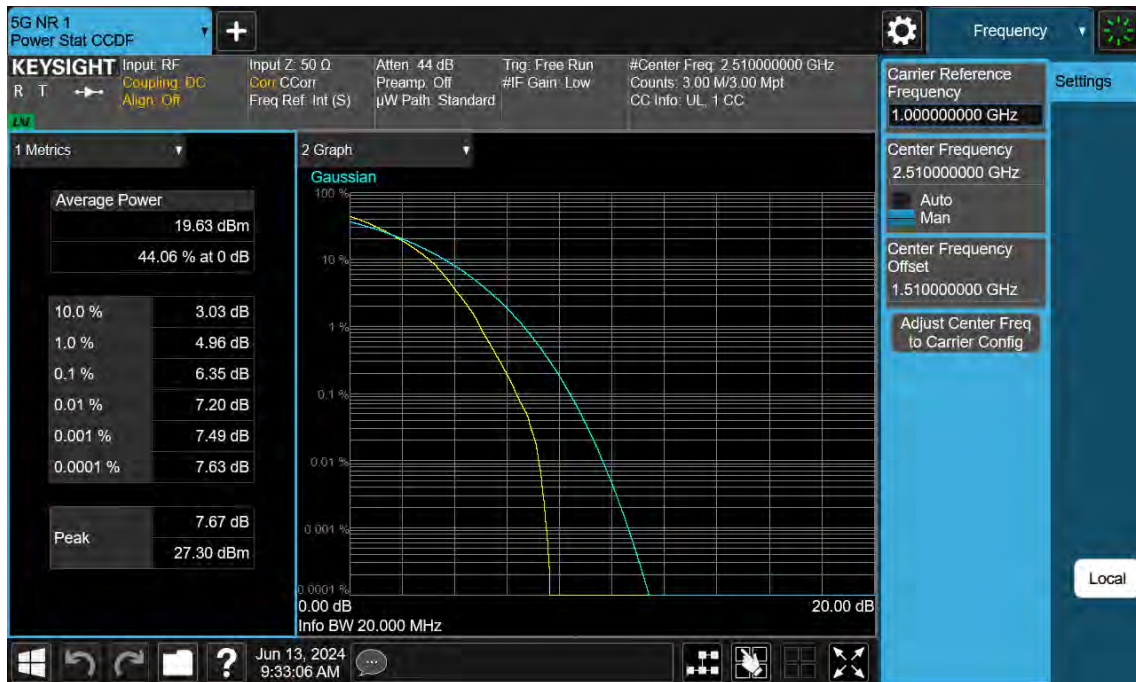 5G NR 1
Power Stat CCDF
+
Frequency
KEYSIGHT
R T
LNI
Input: RF
Coupling: DC
Align: Off
Input Z: 50 Ω
Corr CCorr
Freq Ref: Int (S)
Atten: 44 dB
Preamp: Off
µW Path: Standard
Trig: Free Run
#IF Gain: Low
#Center Freq: 2.510000000 GHz
Counts: 3.00 M/3.00 Mpt
CC Info: UL, 1 CC
1 Metrics
Average Power
19.63 dBm
44.06 % at 0 dB
10.0 % 3.03 dB
1.0 % 4.96 dB
0.1 % 6.35 dB
0.01 % 7.20 dB
0.001 % 7.49 dB
0.0001 % 7.63 dB
Peak
7.67 dB
27.30 dBm
2 Graph
Gaussian
100 %
10 %
1 %
0.1 %
0.01 %
0.001 %
0.0001 %
0.00 dB 20.00 dB
Info BW 20.000 MHz
Carrier Reference
Frequency
1.000000000 GHz
Center Frequency
2.510000000 GHz
Auto
Man
Center Frequency
Offset
1.510000000 GHz
Adjust Center Freq
to Carrier Config
Settings
Local
?
Jun 13, 2024
9:33:06 AM